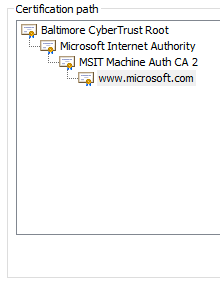 Certification path
Baltimore CyberTrust Root
Microsoft Internet Authority
MSIT Machine Auth CA 2
www.microsoft.com